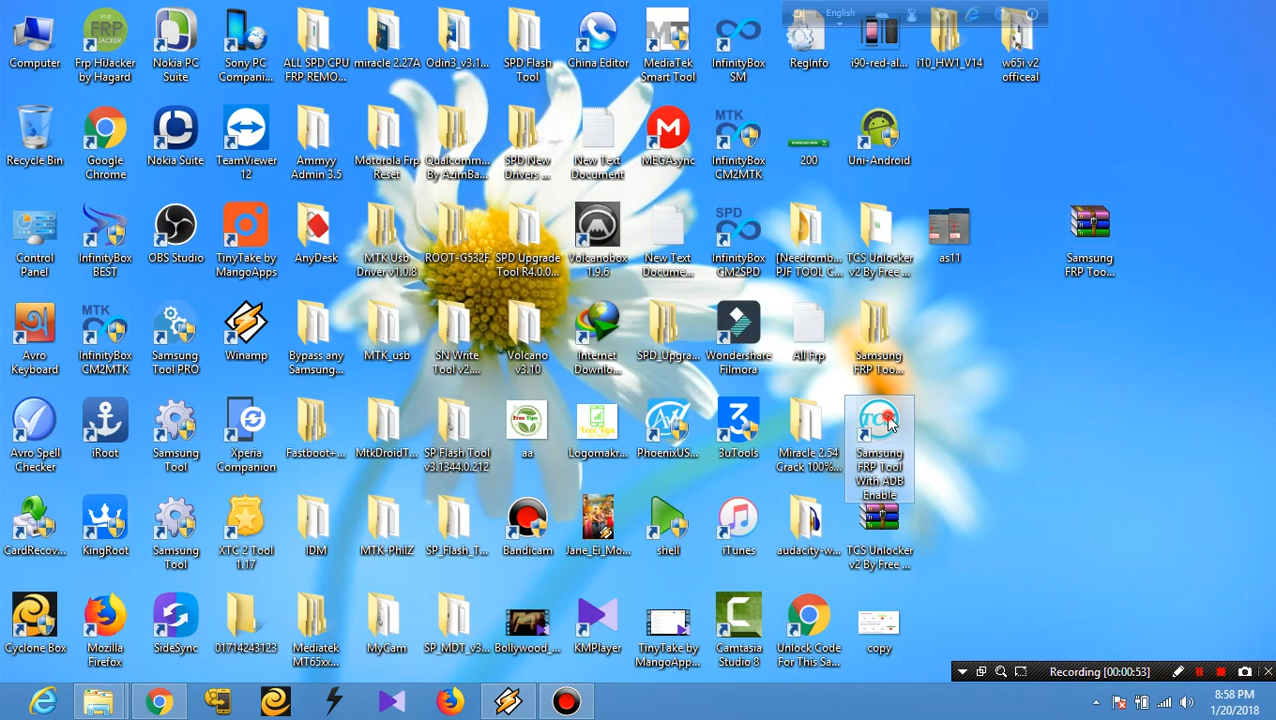 English
Computer
Frp HiJacker
by Hagard
Nokia PC
Suite
Sony PC
Compani...
ALL SPD CPU
FRP REMO...
miracle 2.27A
Odin3_v3.1...
SPD Flash
Tool
China Editor
MediaTek
Smart Tool
InfinityBox
SM
RegInfo
i90-red-al...
i10_HW1_V14
w65i v2
officeal
Recycle Bin
Google
Chrome
Nokia Suite
TeamViewer
12
Ammyy
Admin 3.5
Motorola Frp
Reset
Qualcomm...
By AzimBa...
SPD New
Drivers ...
New Text
Document
MEGAsync
InfinityBox
CM2MTK
200
Uni-Android
Control
Panel
InfinityBox
BEST
OBS Studio
TinyTake by
MangoApps
AnyDesk
MTK Usb
Driver v1.0.8
ROOT-G532F
SPD Upgrade
Tool R4.0.0...
Volcanobox
1.9.6
New Text
Docume...
InfinityBox
CM2SPD
[Needromb...
PJF TOOL C...
TCS Unlocker
v2 By Free ...
as11
Samsung
FRP Too...
Avro
Keyboard
InfinityBox
CM2MTK
Samsung
Tool PRO
Winamp
Bypass any
Samsung...
MTK_usb
SN Write
Tool v2....
Volcano
v3.10
Internet
Downlo...
SPD_Upgra...
Wondershare
Filmora
All Frp
Samsung
FRP Too...
Avro Spell
Checker
iRoot
Samsung
Tool
Xperia
Companion
Fastboot+...
MtkDroidT...
SP Flash Tool
v3.1344.0.212
aa
Logomakr...
PhoenixUS...
3uTools
Miracle 2.54
Crack 100%...
Samsung
FRP Tool
With ADB
Enable
CardRecov...
KingRoot
Samsung
Tool
XTC 2 Tool
1.17
IDM
MTK-PhilZ
SP_Flash_T...
Bandicam
Jane_Ei_Mo...
shell
iTunes
audacity-w...
TCS Unlocker
v2 By Free ...
Cyclone Box
Mozilla
Firefox
SideSync
01714243123
Mediatek
MT65xx...
MyCam
SP_MDT_v3...
Bollywood_...
KMPlayer
TinyTake by
MangoApp...
Camtasia
Studio 8
Unlock Code
For This Sa...
copy
Recording [00:00:53]
8:58 PM
1/20/2018